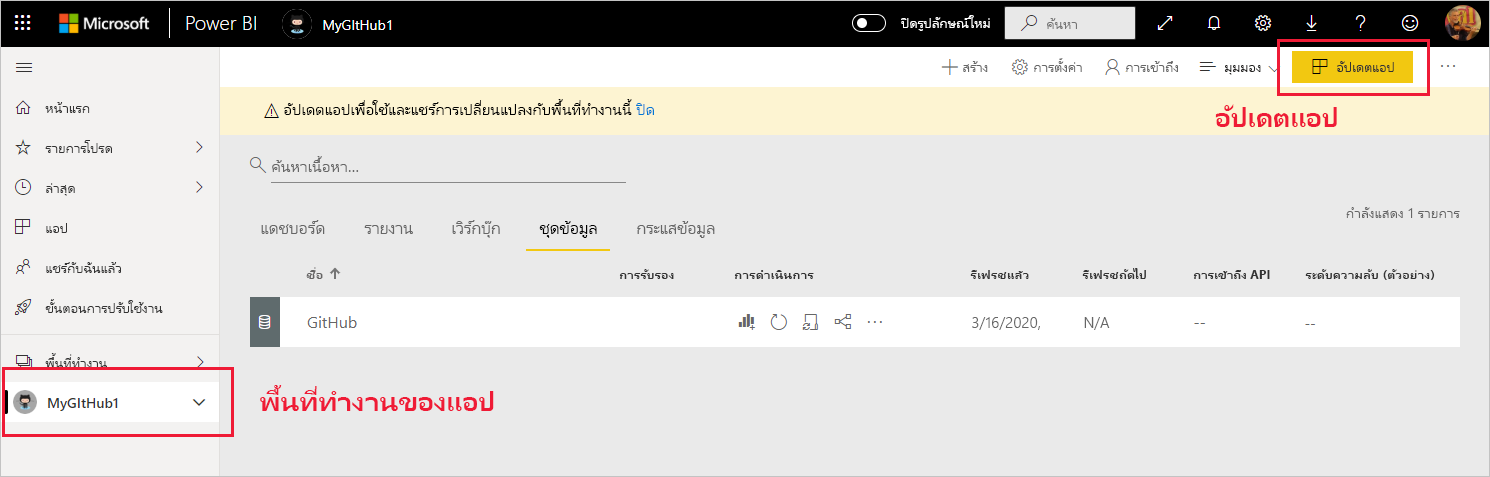 Microsoft Power BI MyGItHub1 ปิดรูปลักษณ์ใหม่ ค้นหา
สร้าง การตั้งค่า การเข้าถึง มุมมอง อัปเดตแอป
อัปเดตแอป
อัปเดตแอปเพื่อใช้และแชร์การเปลี่ยนแปลงกับพื้นที่ทำงานนี้ ปิด
หน้าแรก
รายการโปรด
ล่าสุด
แอป
แชร์กับฉันแล้ว
ขั้นตอนการปรับใช้งาน
พื้นที่ทำงาน
MyGItHub1
พื้นที่ทำงานของแอป
ค้นหาเนื้อหา...
กำลังแสดง 1 รายการ
แดชบอร์ด รายงาน เวิร์กบุ๊ก ชุดข้อมูล กระแสข้อมูล
ชื่อ การรับรอง การดำเนินการ รีเฟรชแล้ว รีเฟรชถัดไป การเข้าถึง API ระดับความลับ (ตัวอย่าง)
GitHub 3/16/2020, N/A -- --